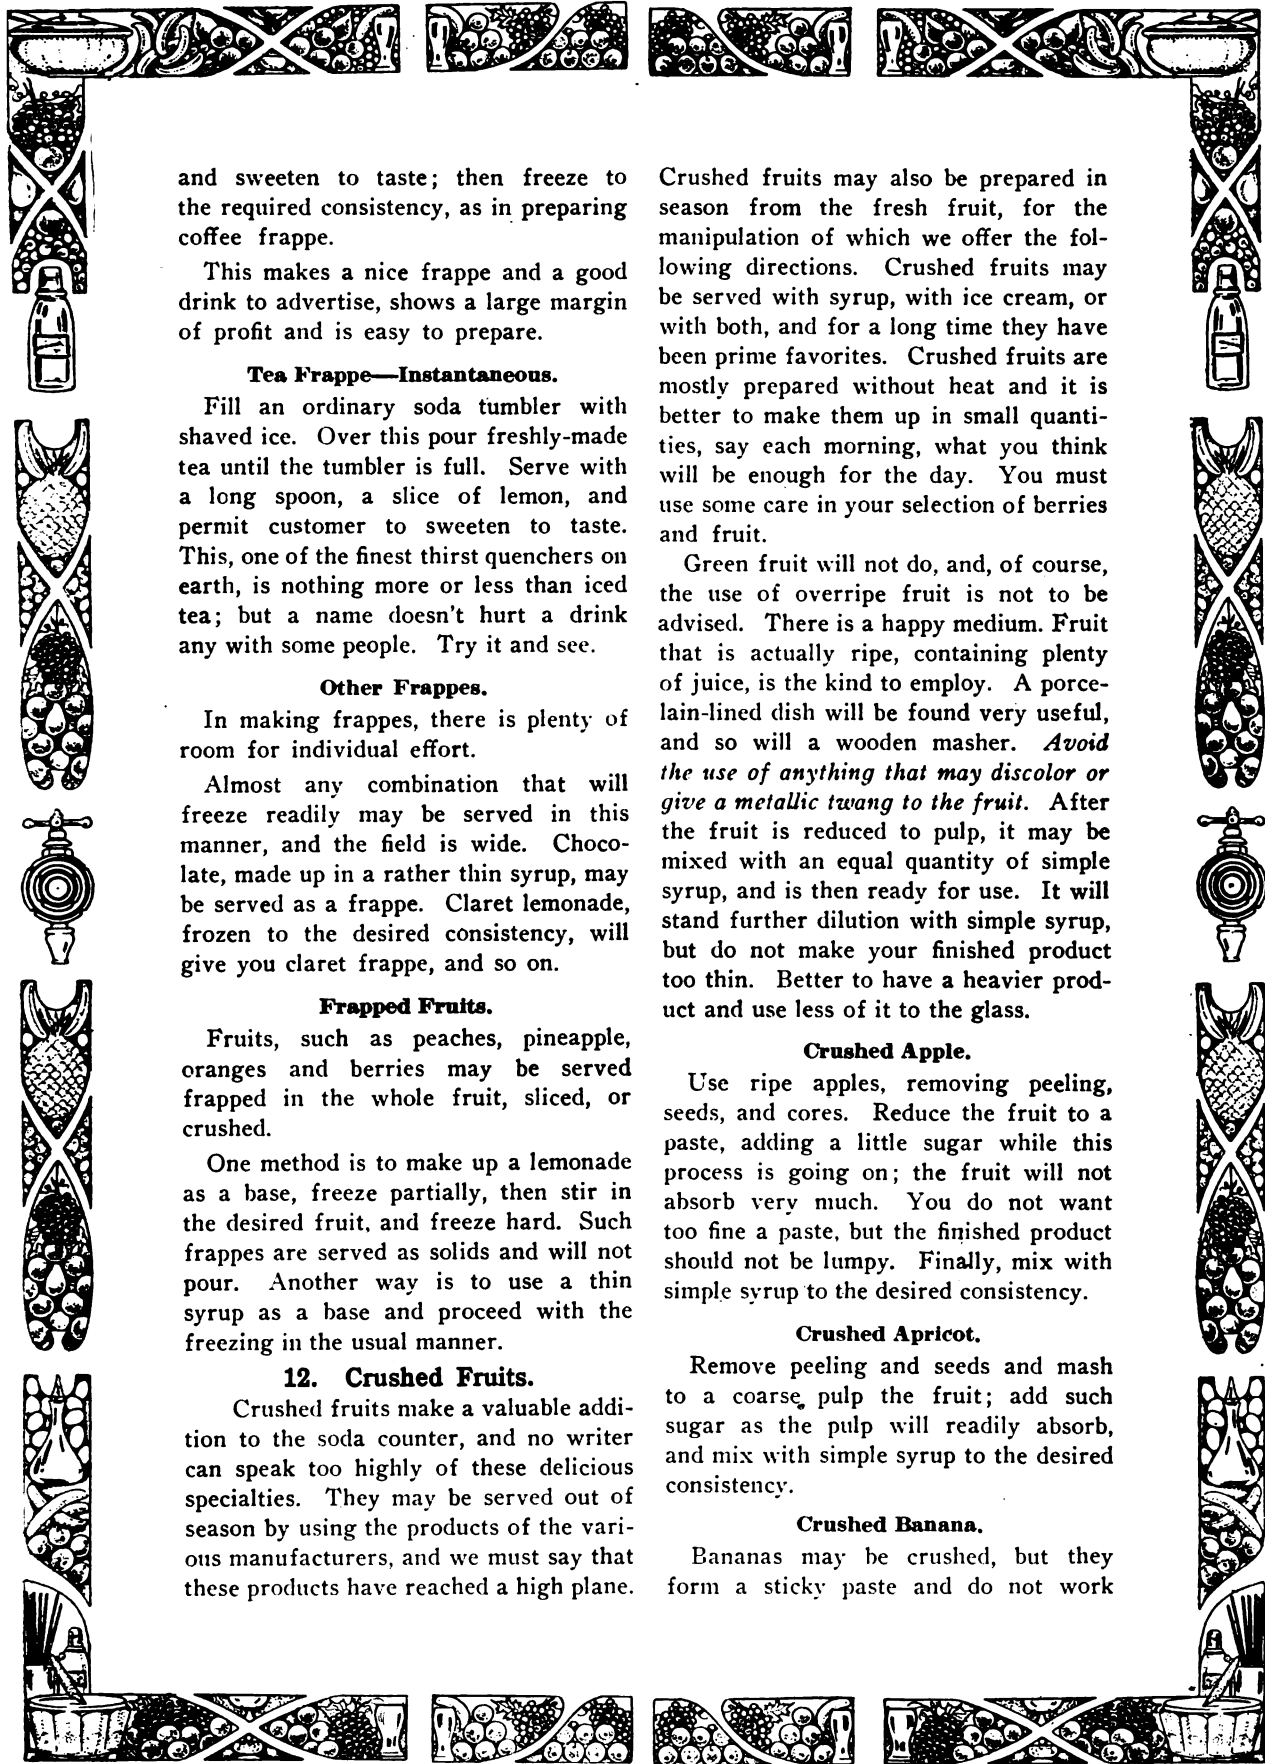 and sweeten to taste; then freeze to
the required consistency, as in preparing
coffee frappe.
This makes a nice frappe and a good
drink to advertise, shows a large margin
of profit and is easy to prepare.
Tea Frappe—Instantaneous.
Fill an ordinary soda tumbler with
shaved ice. Over this pour freshly-made
tea until the tumbler is full. Serve with
a long spoon, a slice of lemon, and
permit customer to sweeten to taste.
This, one of the finest thirst quenchers on
earth, is nothing more or less than iced
tea; but a name doesn't hurt a drink
any with some people. Try it and see.
Other Frappes.
In making frappes, there is plenty of
room for individual effort.
Almost any combination that will
freeze readily may be served in this
manner, and the field is wide. Choco-
late, made up in a rather thin syrup, may
be served as a frappe. Claret lemonade,
frozen to the desired consistency, will
give you claret frappe, and so on.
Frapped Fruits.
Fruits, such as peaches, pineapple,
oranges and berries may be served
frapped in the whole fruit, sliced, or
crushed.
One method is to make up a lemonade
as a base, freeze partially, then stir in
the desired fruit, and freeze hard. Such
frappes are served as solids and will not
pour. Another way is to use a thin
syrup as a base and proceed with the
freezing in the usual manner.
12. Crushed Fruits.
Crushed fruits make a valuable addi-
tion to the soda counter, and no writer
can speak too highly of these delicious
specialties. They may be served out of
season by using the products of the vari-
ous manufacturers, and we must say that
these products have reached a high plane.
Crushed fruits may also be prepared in
season from the fresh fruit, for the
manipulation of which we offer the fol-
lowing directions. Crushed fruits may
be served with syrup, with ice cream, or
with both, and for a long time they have
been prime favorites. Crushed fruits are
mostly prepared without heat and it is
better to make them up in small quanti-
ties, say each morning, what you think
will be enough for the day. You must
use some care in your selection of berries
and fruit.
Green fruit will not do, and, of course,
the use of overripe fruit is not to be
advised. There is a happy medium. Fruit
that is actually ripe, containing plenty
of juice, is the kind to employ. A porce-
lain-lined dish will be found very useful,
and so will a wooden masher. Avoid
the use of anything that may discolor or
give a metallic twang to the fruit. After
the fruit is reduced to pulp, it may be
mixed with an equal quantity of simple
syrup, and is then ready for use. It will
stand further dilution with simple syrup,
but do not make your finished product
too thin. Better to have a heavier prod-
uct and use less of it to the glass.
Crushed Apple.
Use ripe apples, removing peeling,
seeds, and cores. Reduce the fruit to a
paste, adding a little sugar while this
process is going on; the fruit will not
absorb very much. You do not want
too fine a paste, but the finished product
should not be lumpy. Finally, mix with
simple syrup to the desired consistency.
Crushed Apricot.
Remove peeling and seeds and mash
to a coarse pulp the fruit; add such
sugar as the pulp will readily absorb,
and mix with simple syrup to the desired
consistency.
Crushed Banana.
Bananas may be crushed, but they
form a sticky paste and do not work